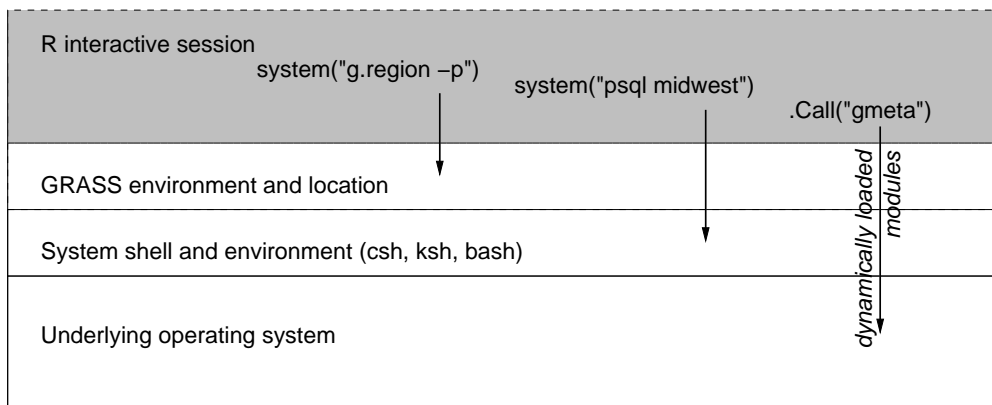 R interactive session
system("g.region –p")
system("psql midwest")
.Call("gmeta")
GRASS environment and location
System shell and environment (csh, ksh, bash)
Underlying operating system
dynamically loaded
modules